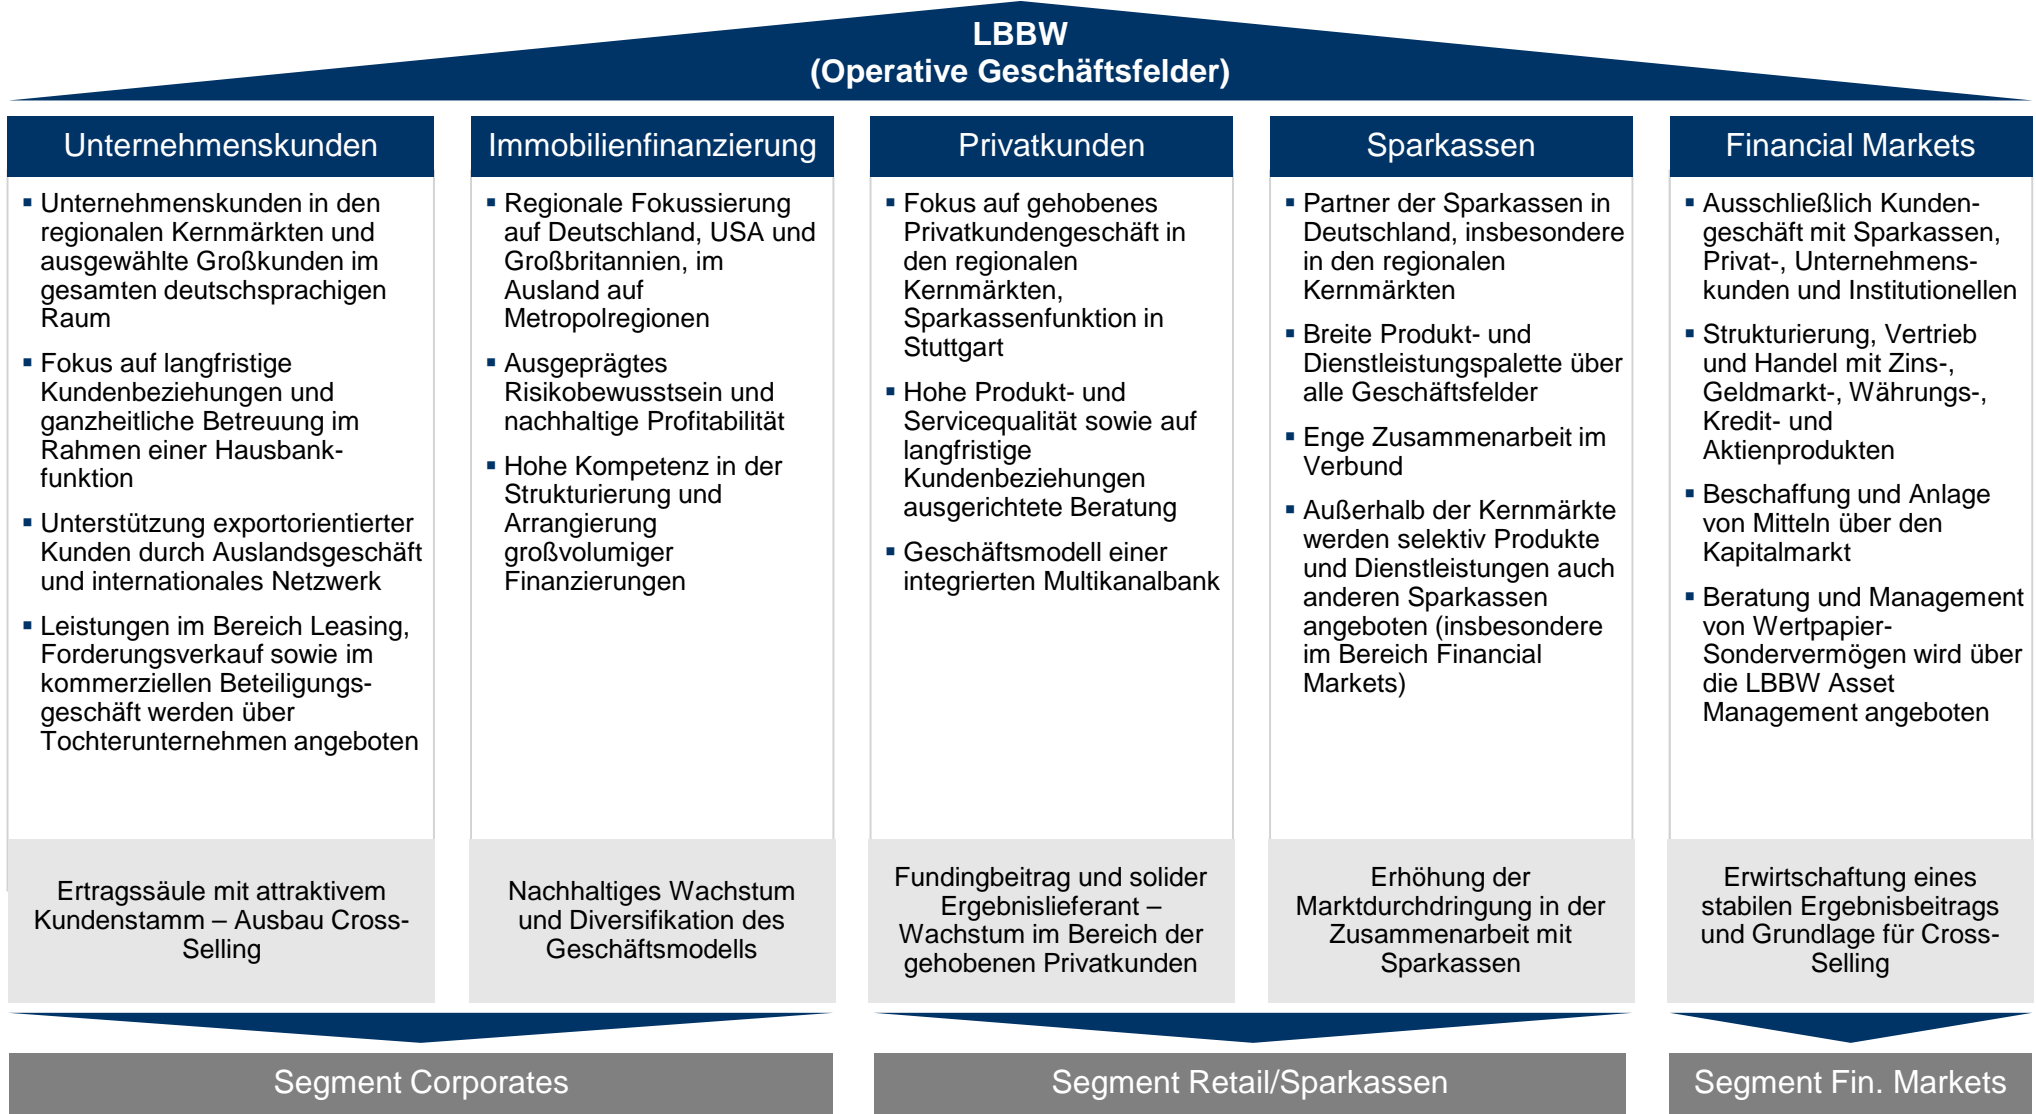 LBBW
(Operative Geschäftsfelder)
Unternehmenskunden
▪ Unternehmenskunden in den
regionalen Kernmärkten und
ausgewählte Großkunden im
gesamten deutschsprachigen
Raum
▪ Fokus auf langfristige
Kundenbeziehungen und
ganzheitliche Betreuung im
Rahmen einer Hausbank-
funktion
▪ Unterstützung exportorientierter
Kunden durch Auslandsgeschäft
und internationales Netzwerk
▪ Leistungen im Bereich Leasing,
Forderungsverkauf sowie im
kommerziellen Beteiligungs-
geschäft werden über
Tochterunternehmen angeboten
Ertragssäule mit attraktivem
Kundenstamm – Ausbau Cross-
Selling
Immobilienfinanzierung
▪ Regionale Fokussierung
auf Deutschland, USA und
Großbritannien, im
Ausland auf
Metropolregionen
▪ Ausgeprägtes
Risikobewusstsein und
nachhaltige Profitabilität
▪ Hohe Kompetenz in der
Strukturierung und
Arrangierung
großvolumiger
Finanzierungen
Nachhaltiges Wachstum
und Diversifikation des
Geschäftsmodells
Privatkunden
▪ Fokus auf gehobenes
Privatkundengeschäft in
den regionalen
Kernmärkten,
Sparkassenfunktion in
Stuttgart
▪ Hohe Produkt- und
Servicequalität sowie auf
langfristige
Kundenbeziehungen
ausgerichtete Beratung
▪ Geschäftsmodell einer
integrierten Multikanalbank
Fundingbeitrag und solider
Ergebnislieferant –
Wachstum im Bereich der
gehobenen Privatkunden
Sparkassen
▪ Partner der Sparkassen in
Deutschland, insbesondere
in den regionalen
Kernmärkten
▪ Breite Produkt- und
Dienstleistungspalette über
alle Geschäftsfelder
▪ Enge Zusammenarbeit im
Verbund
▪ Außerhalb der Kernmärkte
werden selektiv Produkte
und Dienstleistungen auch
anderen Sparkassen
angeboten (insbesondere
im Bereich Financial
Markets)
Erhöhung der
Marktdurchdringung in der
Zusammenarbeit mit
Sparkassen
Financial Markets
▪ Ausschließlich Kunden-
geschäft mit Sparkassen,
Privat-, Unternehmens-
kunden und Institutionellen
▪ Strukturierung, Vertrieb
und Handel mit Zins-,
Geldmarkt-, Währungs-,
Kredit- und
Aktienprodukten
▪ Beschaffung und Anlage
von Mitteln über den
Kapitalmarkt
▪ Beratung und Management
von Wertpapier-
Sondervermögen wird über
die LBBW Asset
Management angeboten
Erwirtschaftung eines
stabilen Ergebnisbeitrags
und Grundlage für Cross-
Selling
Segment Corporates
Segment Retail/Sparkassen
Segment Fin. Markets